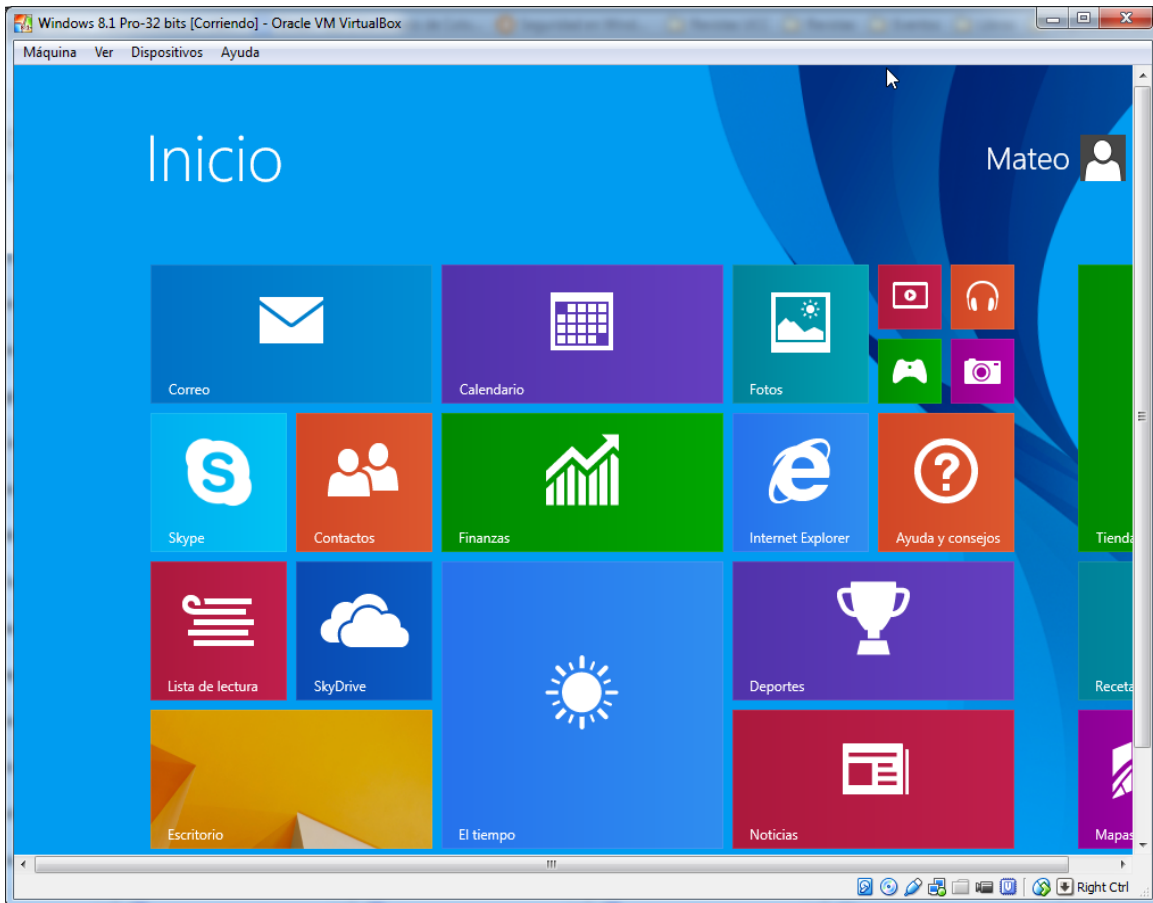 Windows 8.1 Pro-32 bits [Corriendo] - Oracle VM VirtualBox
Máquina Ver Dispositivos Ayuda
Inicio
Mateo
Correo
Calendario
Fotos
Skype
Contactos
Finanzas
Internet Explorer
Ayuda y consejos
Tienda
Lista de lectura
SkyDrive
Deportes
Receta
Escritorio
El tiempo
Noticias
Mapas
Right Ctrl